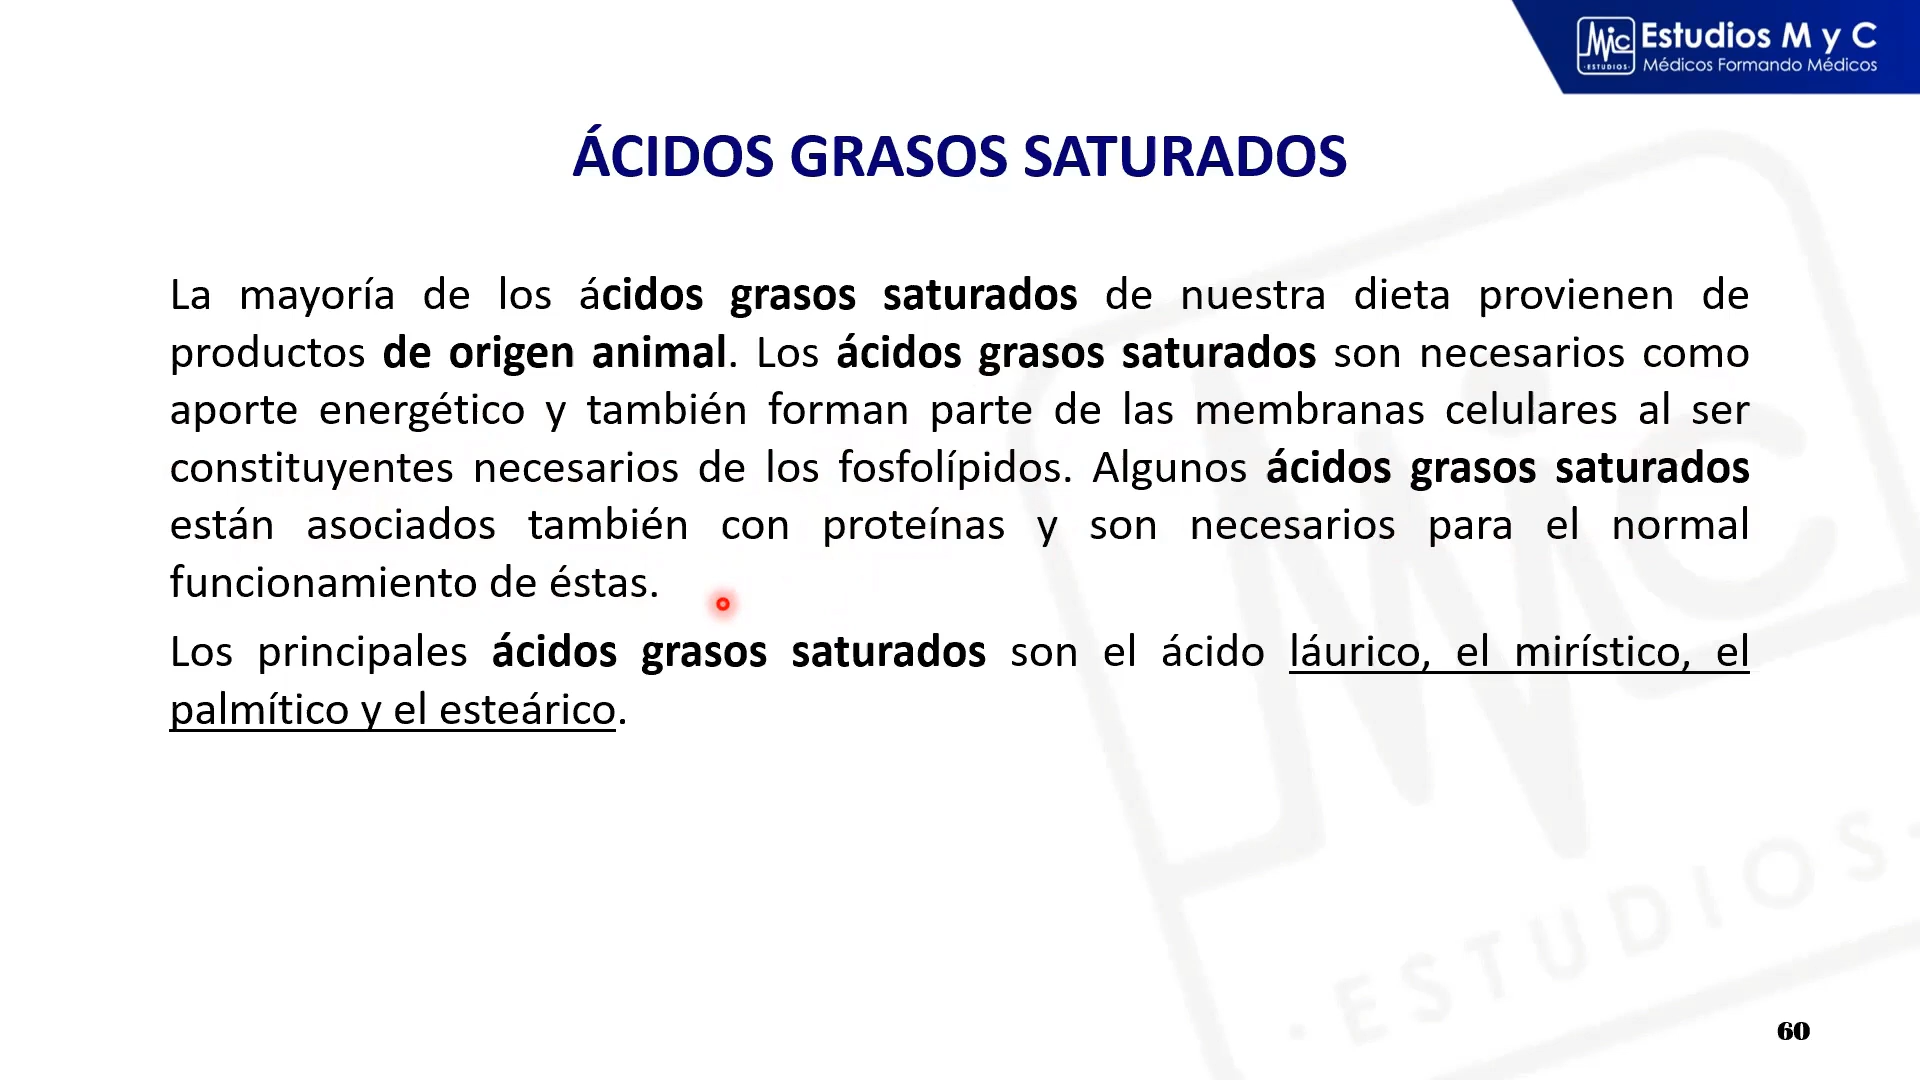 Mic
·ESTUDIOS·
Estudios M y C
Médicos Formando Médicos
ÁCIDOS GRASOS SATURADOS
La mayoría de los ácidos grasos saturados de nuestra dieta provienen de
productos de origen animal. Los ácidos grasos saturados son necesarios como
aporte energético y también forman parte de las membranas celulares al ser
constituyentes necesarios de los fosfolípidos. Algunos ácidos grasos saturados
están asociados también con proteínas y son necesarios para el normal
funcionamiento de éstas.
Los principales ácidos grasos saturados son el ácido láurico, el mirístico, el
palmítico y el esteárico.
Mic
·ESTUDIOS·
60